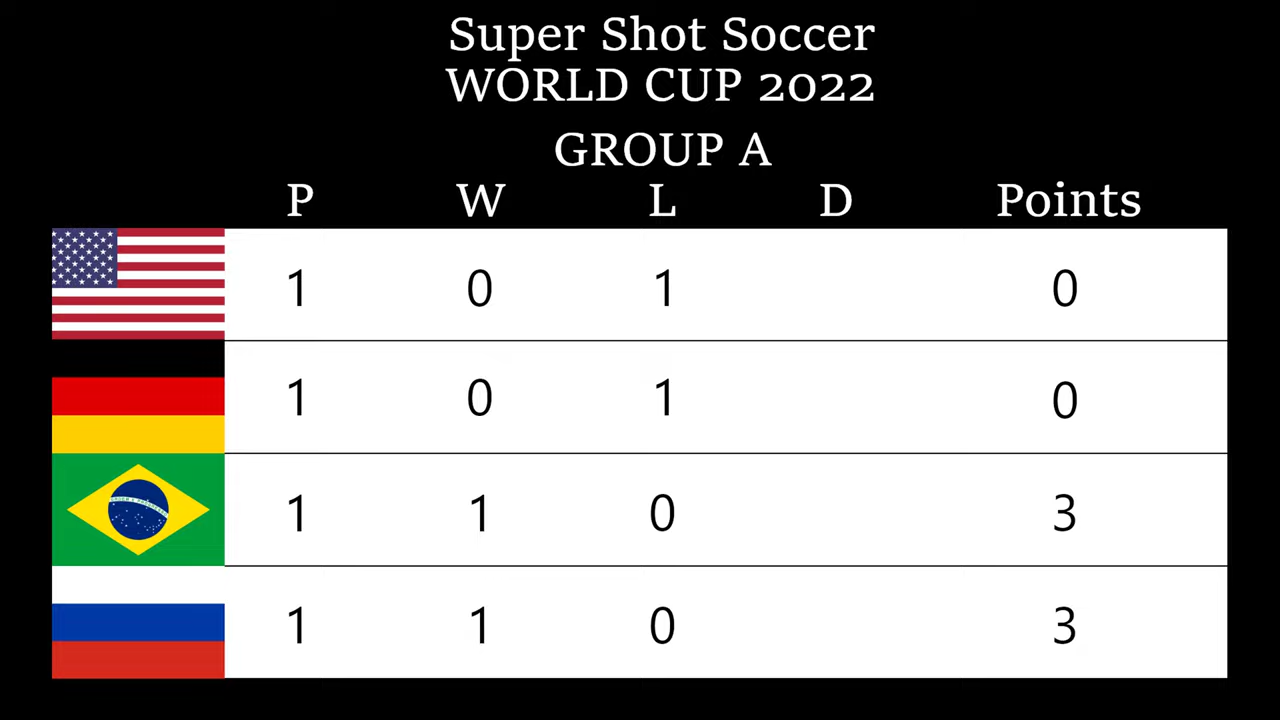 Super Shot Soccer
WORLD CUP 2022
GROUP A
P W L D Points
1 0 1 0
1 0 1 0
1 1 0 3
1 1 0 3